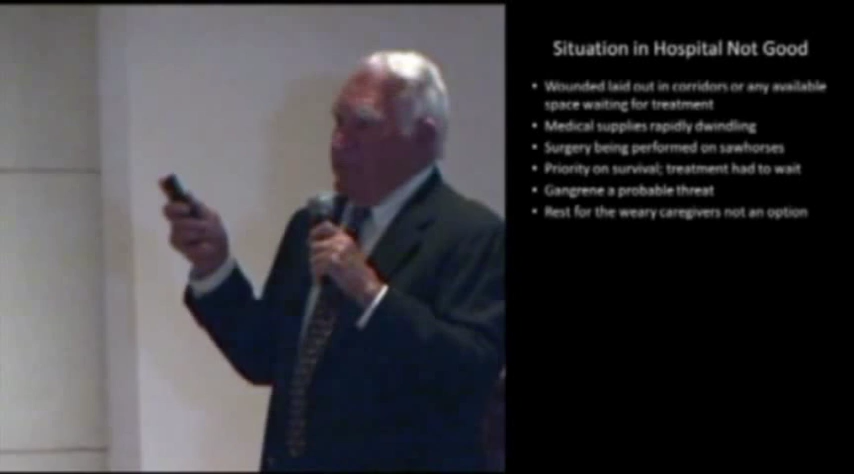 Situation in Hospital Not Good
• Wounded laid out in corridors or any available
space waiting for treatment
• Medical supplies rapidly dwindling
• Surgery being performed on sawhorses
• Priority on survival; treatment had to wait
• Gangrene a probable threat
• Rest for the weary caregivers not an option